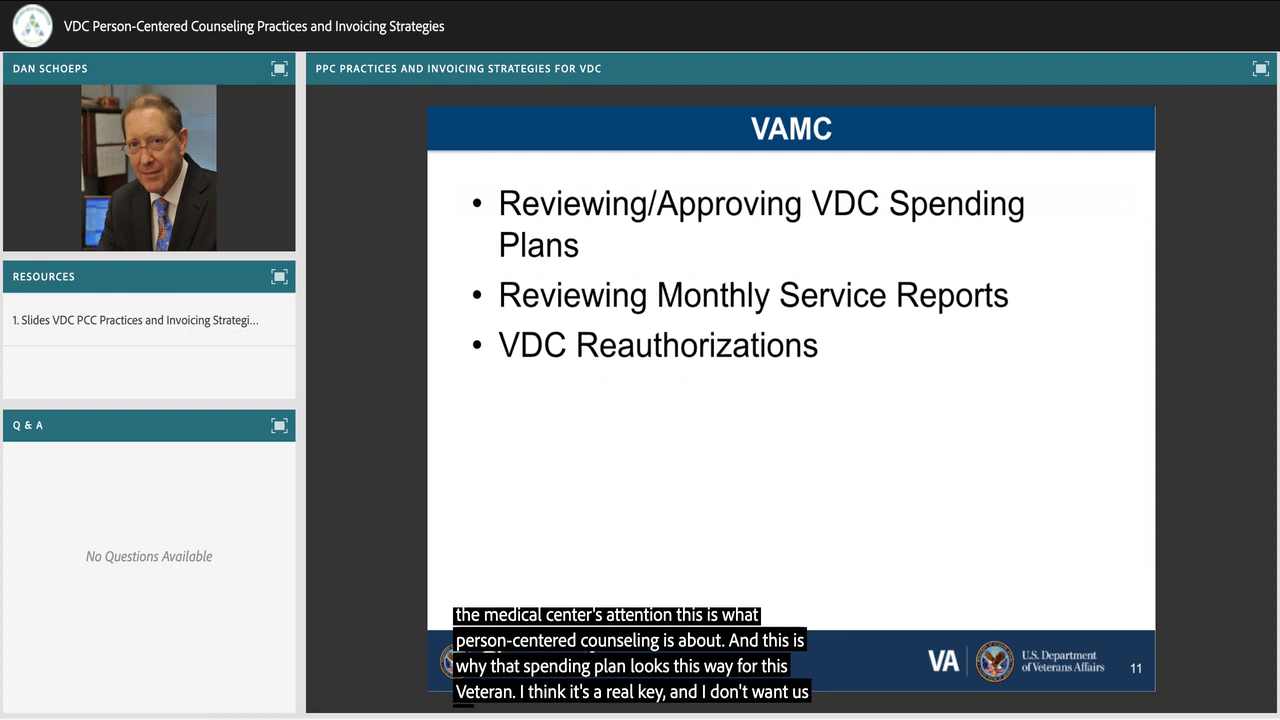 VDC Person-Centered Counseling Practices and Invoicing Strategies
DAN SCHOEPS
RESOURCES
1. Slides VDC PCC Practices and Invoicing Strategi...
Q & A
No Questions Available
PPC PRACTICES AND INVOICING STRATEGIES FOR VDC
VAMC
• Reviewing/Approving VDC Spending
Plans
• Reviewing Monthly Service Reports
• VDC Reauthorizations
the medical center's attention this is what
person-centered counseling is about. And this is
why that spending plan looks this way for this
Veteran. I think it's a real key, and I don't want us
VA
U.S. Department
of Veterans Affairs
11